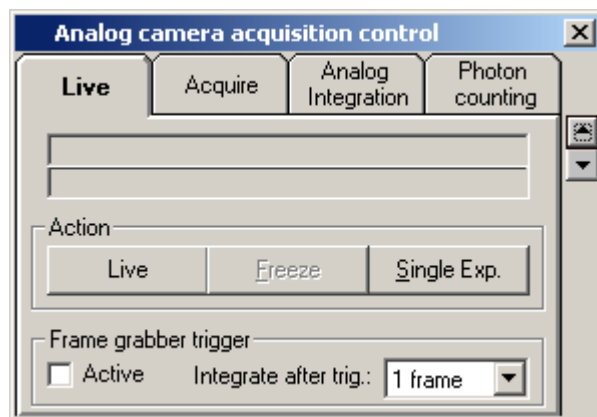 Analog camera acquisition control
Live
Acquire
Analog
Integration
Photon
counting
Action
Live
Freeze
Single Exp.
Frame grabber trigger
Active
Integrate after trig.:
1 frame